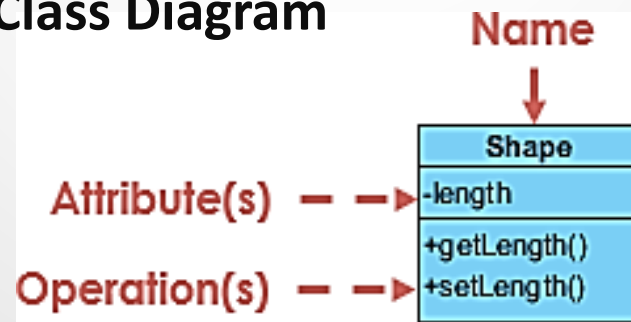 Class Diagram
Name
Shape
Attribute(s)
-length
+getLength()
Operation(s)
+setLength()